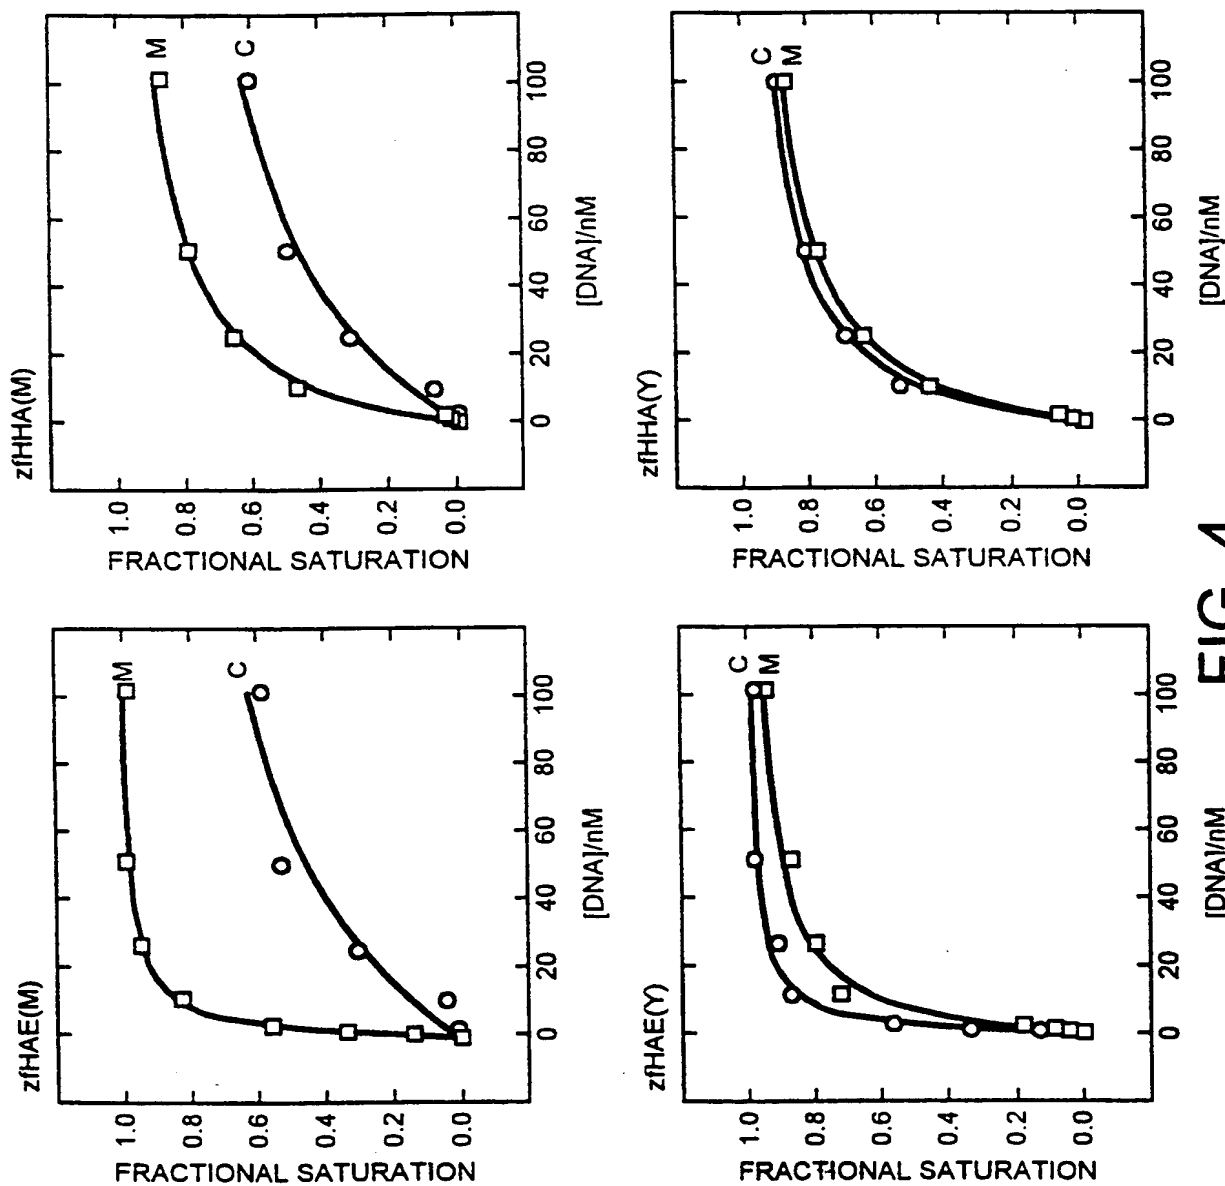 zfHAE(M)
FRACTIONAL SATURATION
1.0
0.8
0.6
0.4
0.2
0.0
M
C
0
20
40
60
80
100
[DNA]/nM
zfHHA(M)
FRACTIONAL SATURATION
1.0
0.8
0.6
0.4
0.2
0.0
M
C
0
20
40
60
80
100
[DNA]/nM
zfHAE(Y)
FRACTIONAL SATURATION
1.0
0.8
0.6
0.4
0.2
0.0
C
M
0
20
40
60
80
100
[DNA]/nM
zfHHA(Y)
FRACTIONAL SATURATION
1.0
0.8
0.6
0.4
0.2
0.0
C
M
0
20
40
60
80
100
[DNA]/nM
FIG. 4